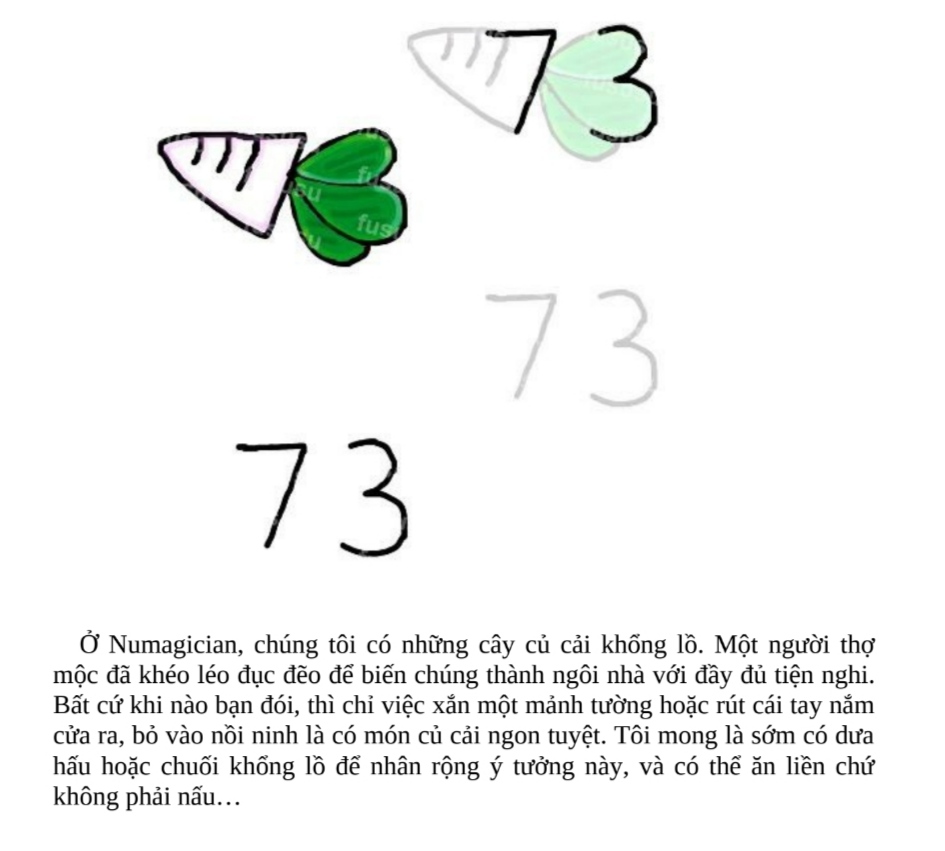 73
73
Ở Numagician, chúng tôi có những cây củ cải khổng lồ. Một người thợ
mộc đã khéo léo đục đẽo để biến chúng thành ngôi nhà với đầy đủ tiện nghi.
Bất cứ khi nào bạn đói, thì chỉ việc xắn một mảnh tường hoặc rút cái tay nắm
cửa ra, bỏ vào nồi ninh là có món củ cải ngon tuyệt. Tôi mong là sớm có dưa
hấu hoặc chuối khổng lồ để nhân rộng ý tưởng này, và có thể ăn liền chứ
không phải nấu…